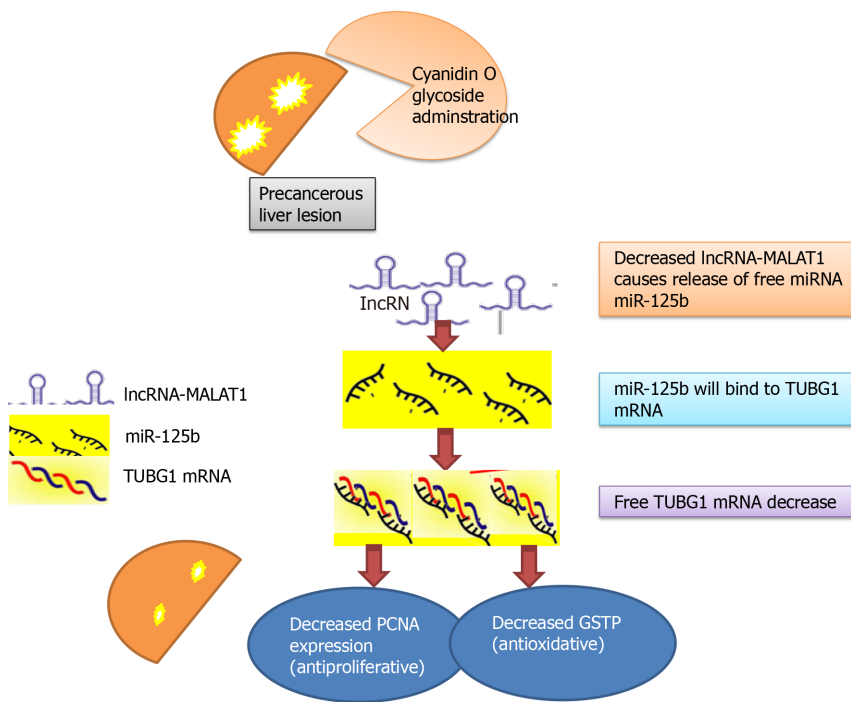 Cyanidin O
glycoside
adminstration
Precancerous
liver lesion
lncRN
Decreased lncRNA-MALAT1
causes release of free miRNA
miR-125b
lncRNA-MALAT1
miR-125b
TUBG1 mRNA
miR-125b will bind to TUBG1
mRNA
Free TUBG1 mRNA decrease
Decreased PCNA
expression
(antiproliferative)
Decreased GSTP
(antioxidative)